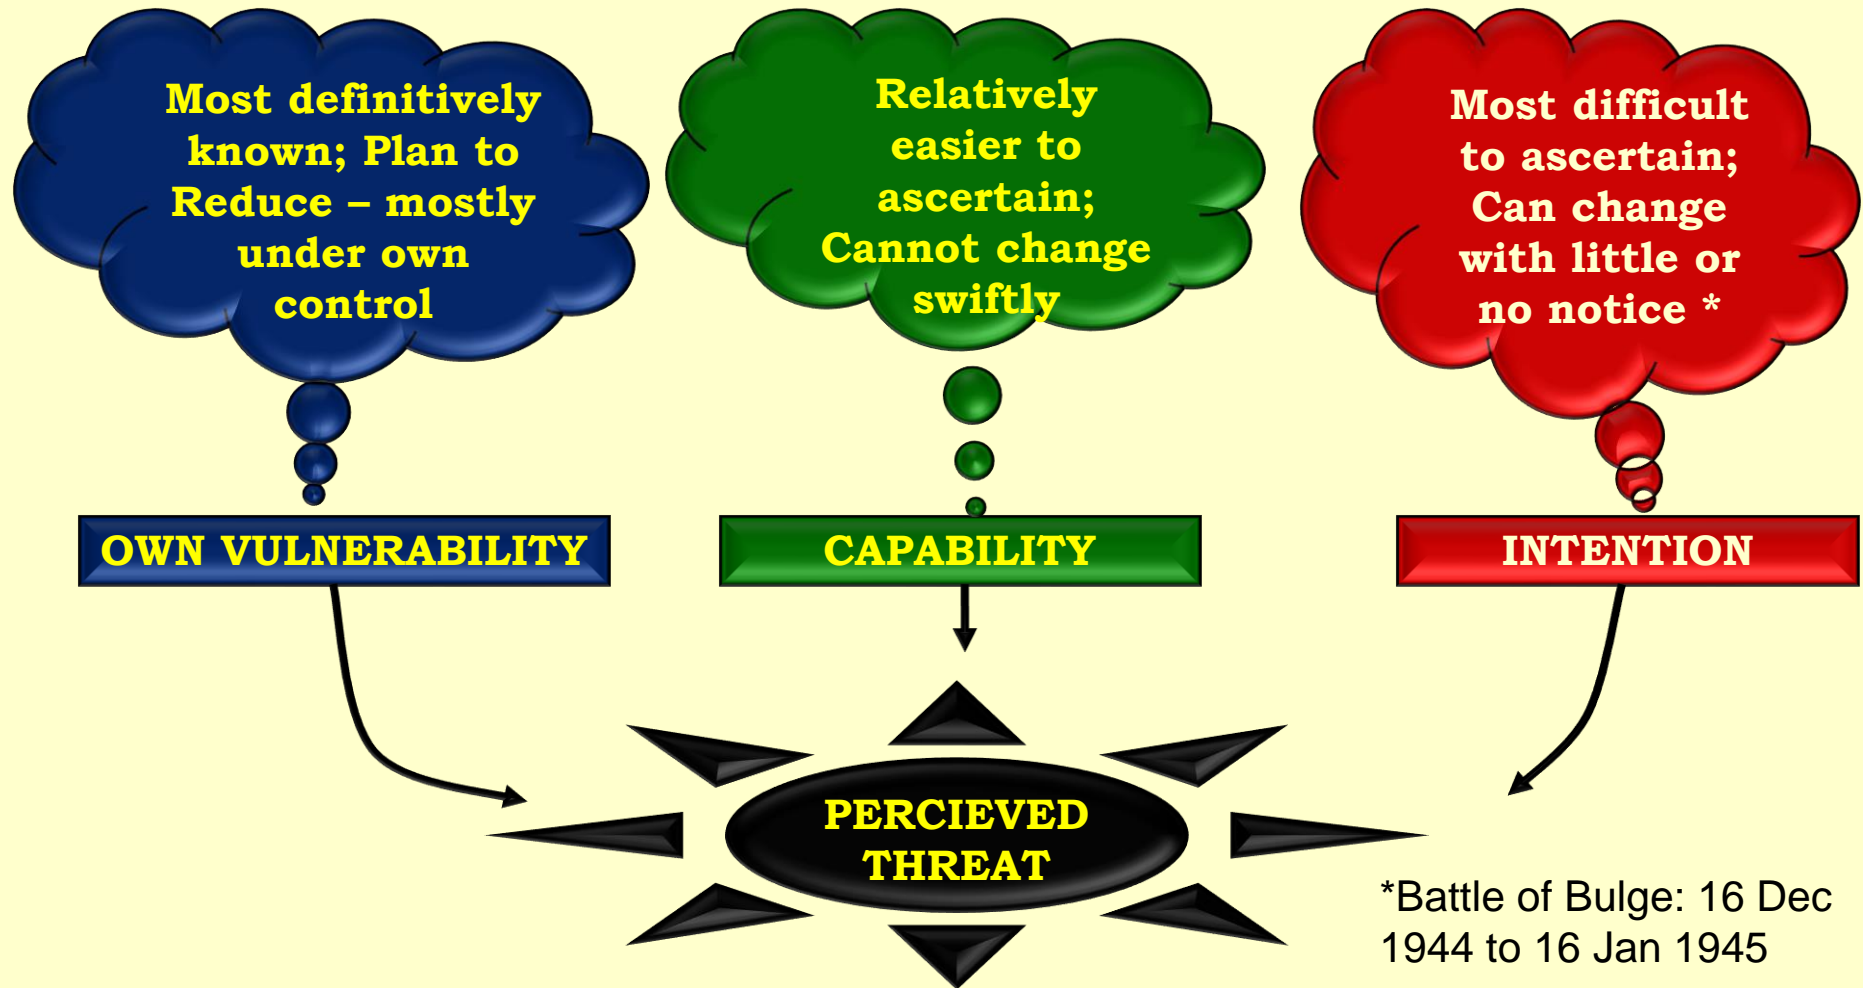 Most definitively
known; Plan to
Reduce – mostly
under own
control
Relatively
easier to
ascertain;
Cannot change
swiftly
Most difficult
to ascertain;
Can change
with little or
no notice *
OWN VULNERABILITY
CAPABILITY
INTENTION
PERCIEVED
THREAT
*Battle of Bulge: 16 Dec
1944 to 16 Jan 1945